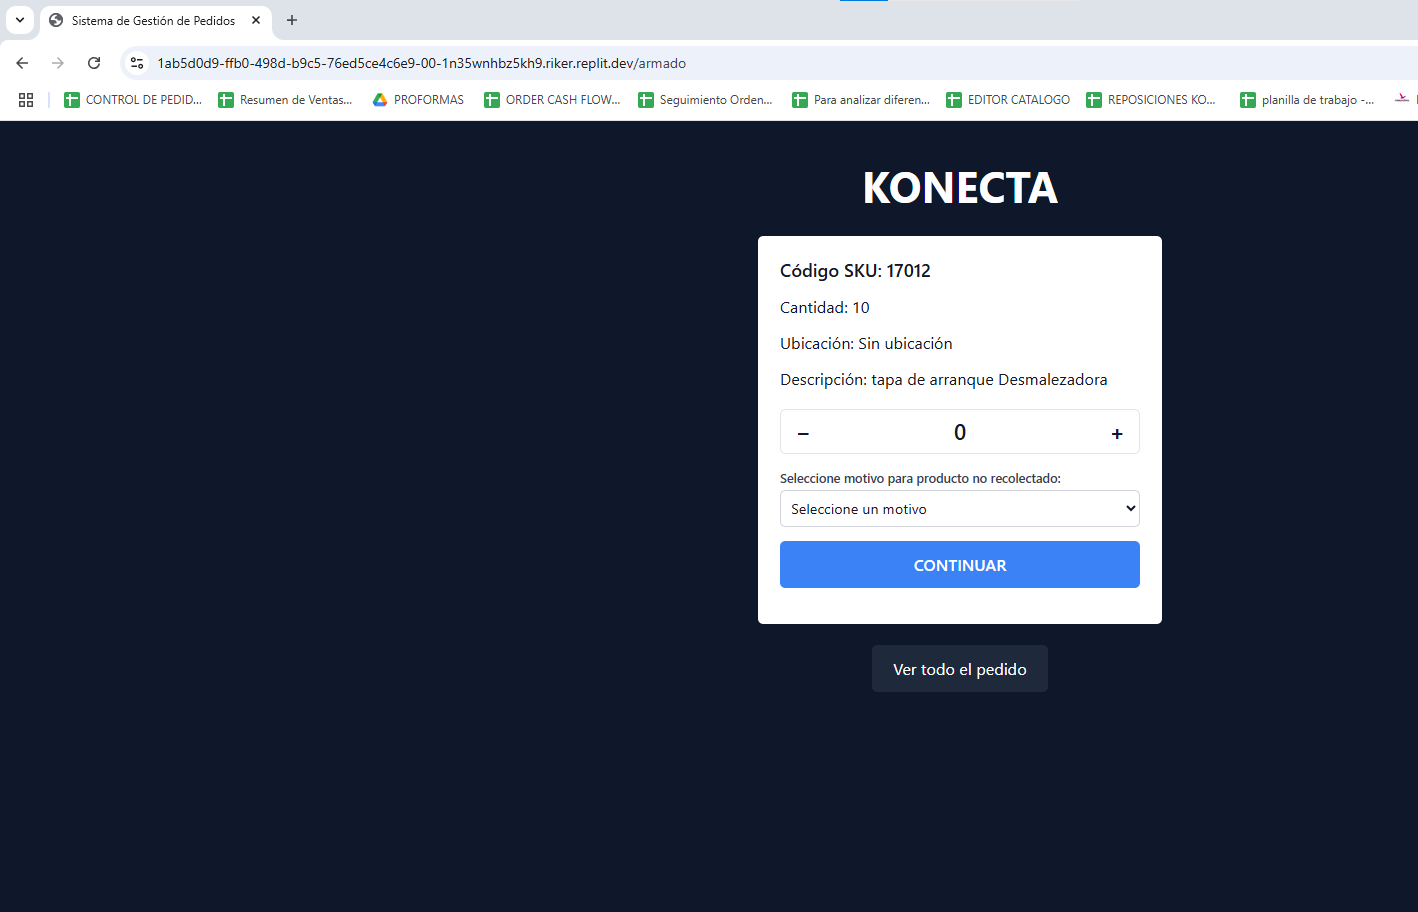 Sistema de Gestión de Pedidos
1ab5d0d9-ffb0-498d-b9c5-76ed5ce4c6e9-00-1n35wnhbz5kh9.riker.replit.dev/armado
CONTROL DE PEDID... Resumen de Ventas... PROFORMAS ORDER CASH FLOW... Seguimiento Orden... Para analizar diferen... EDITOR CATALOGO REPOSICIONES KO... planilla de trabajo -...
KONECTA
Código SKU: 17012
Cantidad: 10
Ubicación: Sin ubicación
Descripción: tapa de arranque Desmalezadora
− 0 +
Seleccione motivo para producto no recolectado:
Seleccione un motivo
CONTINUAR
Ver todo el pedido